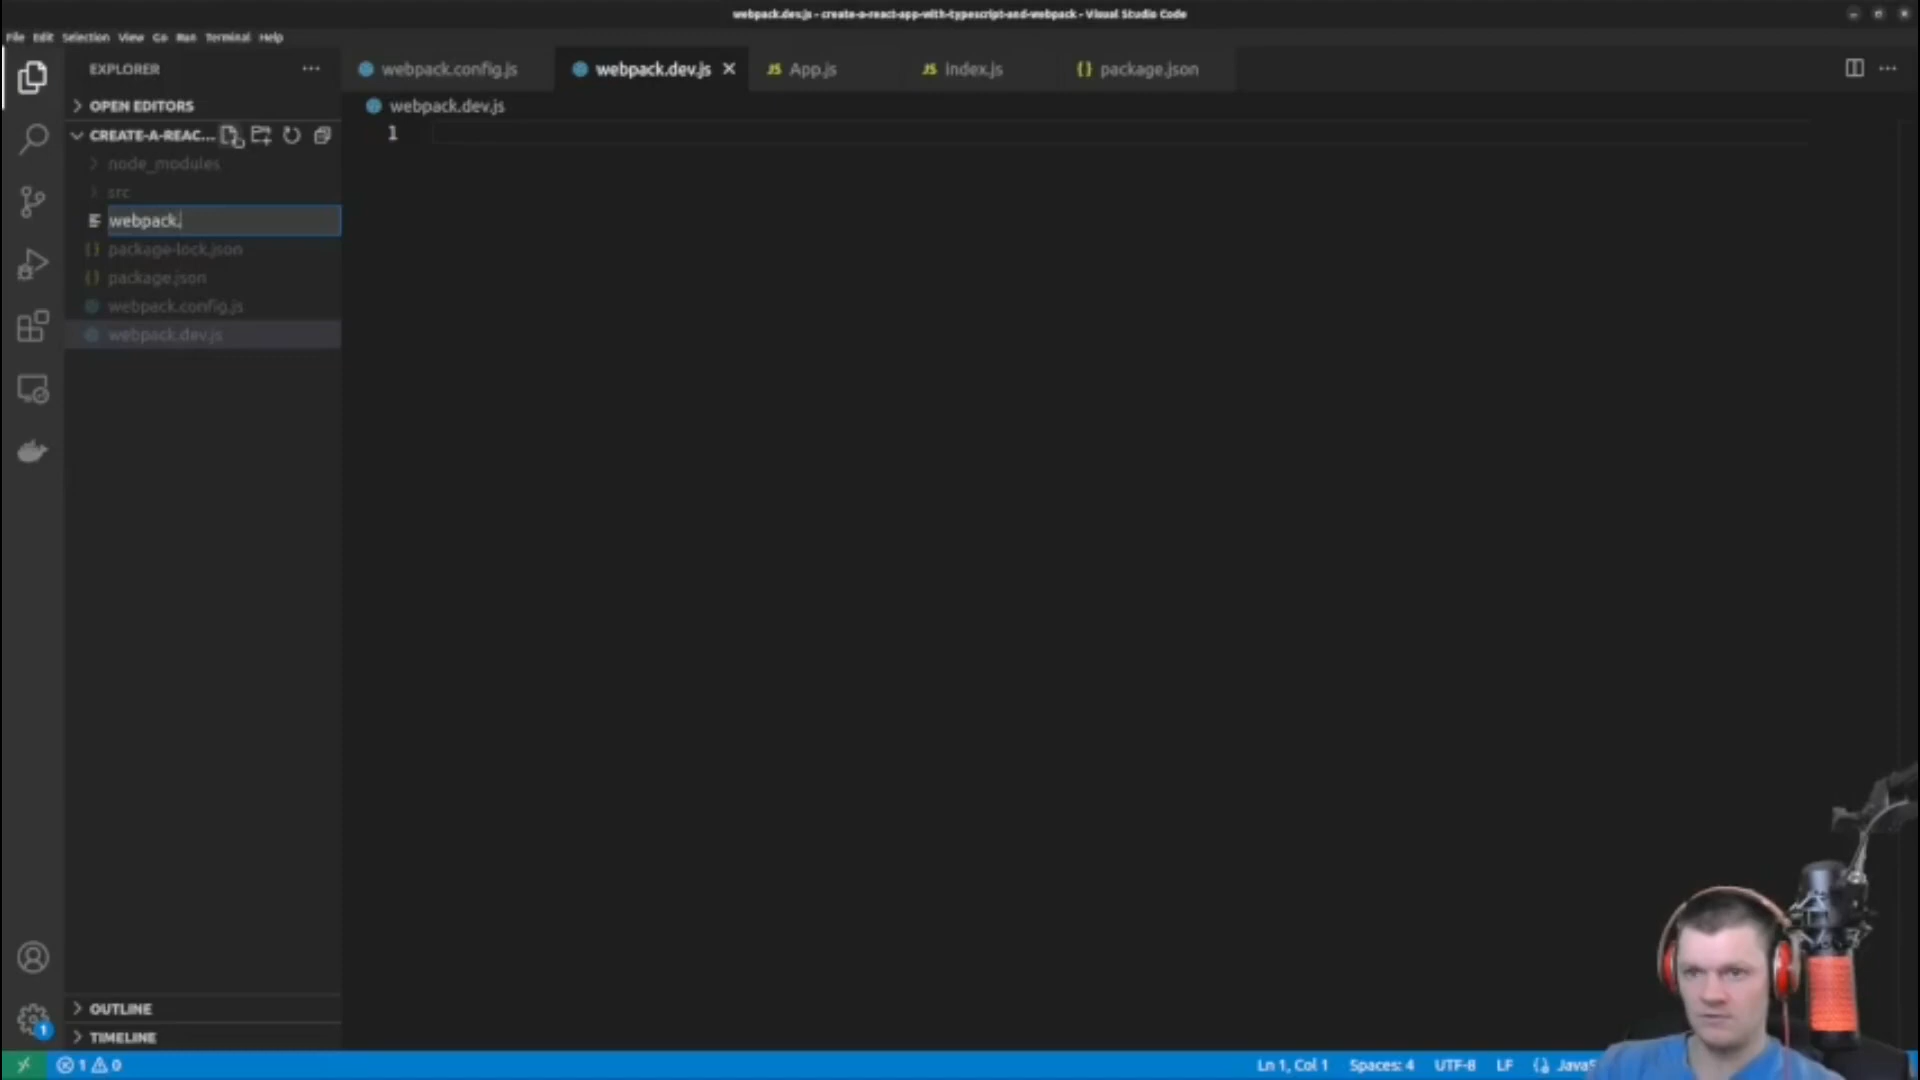 webpack.dev.js - create-a-react-app-with-typescript-and-webpack - Visual Studio Code
File Edit Selection View Go Run Terminal Help
EXPLORER
webpack.config.js
webpack.dev.js
JS App.js
JS index.js
{} package.json
OPEN EDITORS
webpack.dev.js
CREATE-A-REAC...
1
node_modules
src
webpack.
{} package-lock.json
{} package.json
webpack.config.js
webpack.dev.js
1
OUTLINE
TIMELINE
1 0
Ln 1, Col 1 Spaces: 4 UTF-8 LF {}